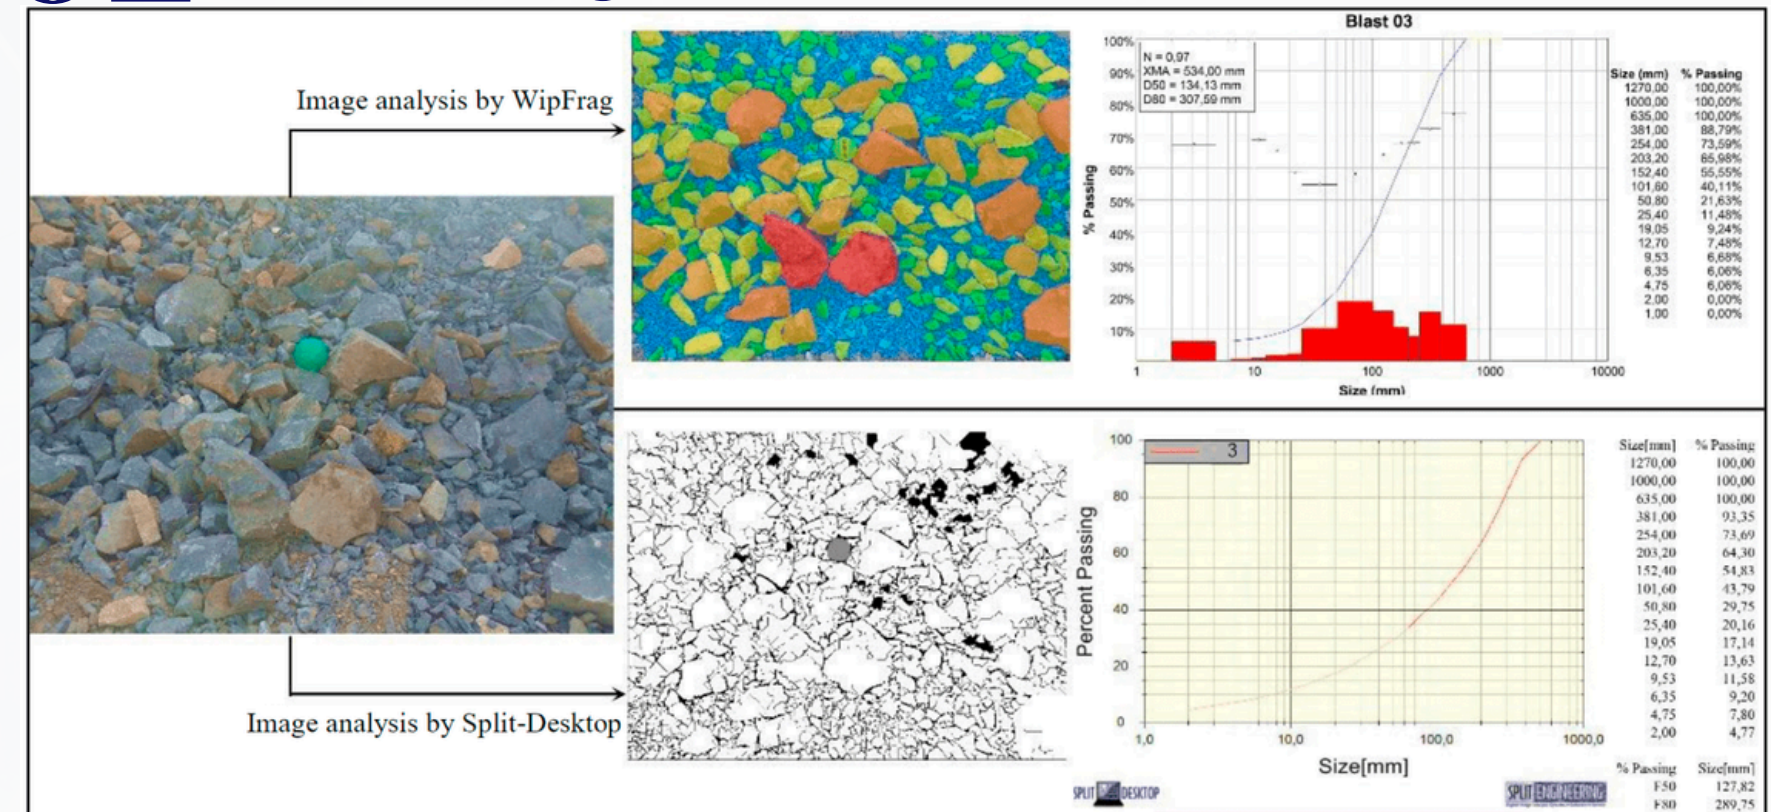 Image analysis by WipFrag
Blast 03
N = 0,97
XMA = 534,00 mm
D50 = 134,13 mm
D80 = 307,59 mm
100%
90%
80%
70%
60%
50%
40%
30%
20%
10%
% Passing
1 10 100 1000 10000
Size (mm)
Size (mm) % Passing
1270,00 100,00%
1000,00 100,00%
635,00 100,00%
381,00 88,79%
254,00 73,59%
203,20 65,98%
152,40 55,55%
101,60 40,11%
50,80 21,63%
25,40 11,48%
19,05 9,24%
12,70 7,48%
9,53 6,68%
6,35 6,06%
4,75 6,06%
2,00 0,00%
1,00 0,00%
Image analysis by Split-Desktop
3
100
80
60
40
20
0
Percent Passing
1,0 10,0 100,0 1000,0
Size[mm]
SPLIT DESKTOP
SPLIT ENGINEERING
Size[mm] % Passing
1270,00 100,00
1000,00 100,00
635,00 100,00
381,00 93,35
254,00 73,69
203,20 64,30
152,40 54,83
101,60 43,79
50,80 29,75
25,40 20,16
19,05 17,14
12,70 13,63
9,53 11,58
6,35 9,20
4,75 7,80
2,00 4,77
% Passing Size[mm]
F50 127,82
F80 289,75